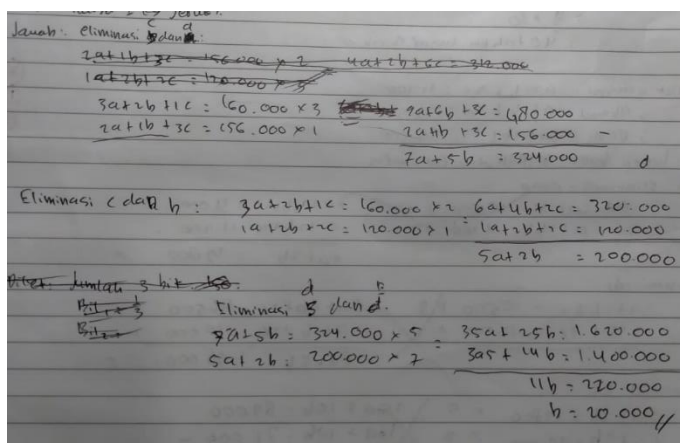 Jawab: eliminasi c dan a:
2a+1b+3c = 156.000 × 2 4a+2b+6c = 312.000
1a+2b+2c = 120.000 × 3
3a+2b+1c = 160.000 × 3 9a+6b+3c = 480.000
2a+1b+3c = 156.000 × 1 2a+1b+3c = 156.000 -
7a+5b = 324.000 d
Eliminasi c dan b : 3a+2b+1c = 160.000 × 2 6a+4b+2c = 320.000
1a+2b+2c = 120.000 × 1 1a+2b+2c = 120.000
5a+2b = 200.000
Jumlah 3 bit
d
Eliminasi dan d.
7a+5b = 324.000 × 5 = 35a+25b = 1.620.000
5a+2b = 200.000 × 7 3a5+14b = 1.400.000
11b = 220.000
b = 20.000 //